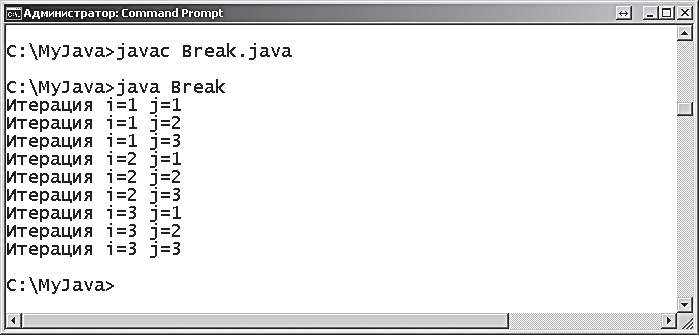 Администратор: Command Prompt
C:\MyJava>javac Break.java
C:\MyJava>java Break
Итерация i=1 j=1
Итерация i=1 j=2
Итерация i=1 j=3
Итерация i=2 j=1
Итерация i=2 j=2
Итерация i=2 j=3
Итерация i=3 j=1
Итерация i=3 j=2
Итерация i=3 j=3
C:\MyJava>